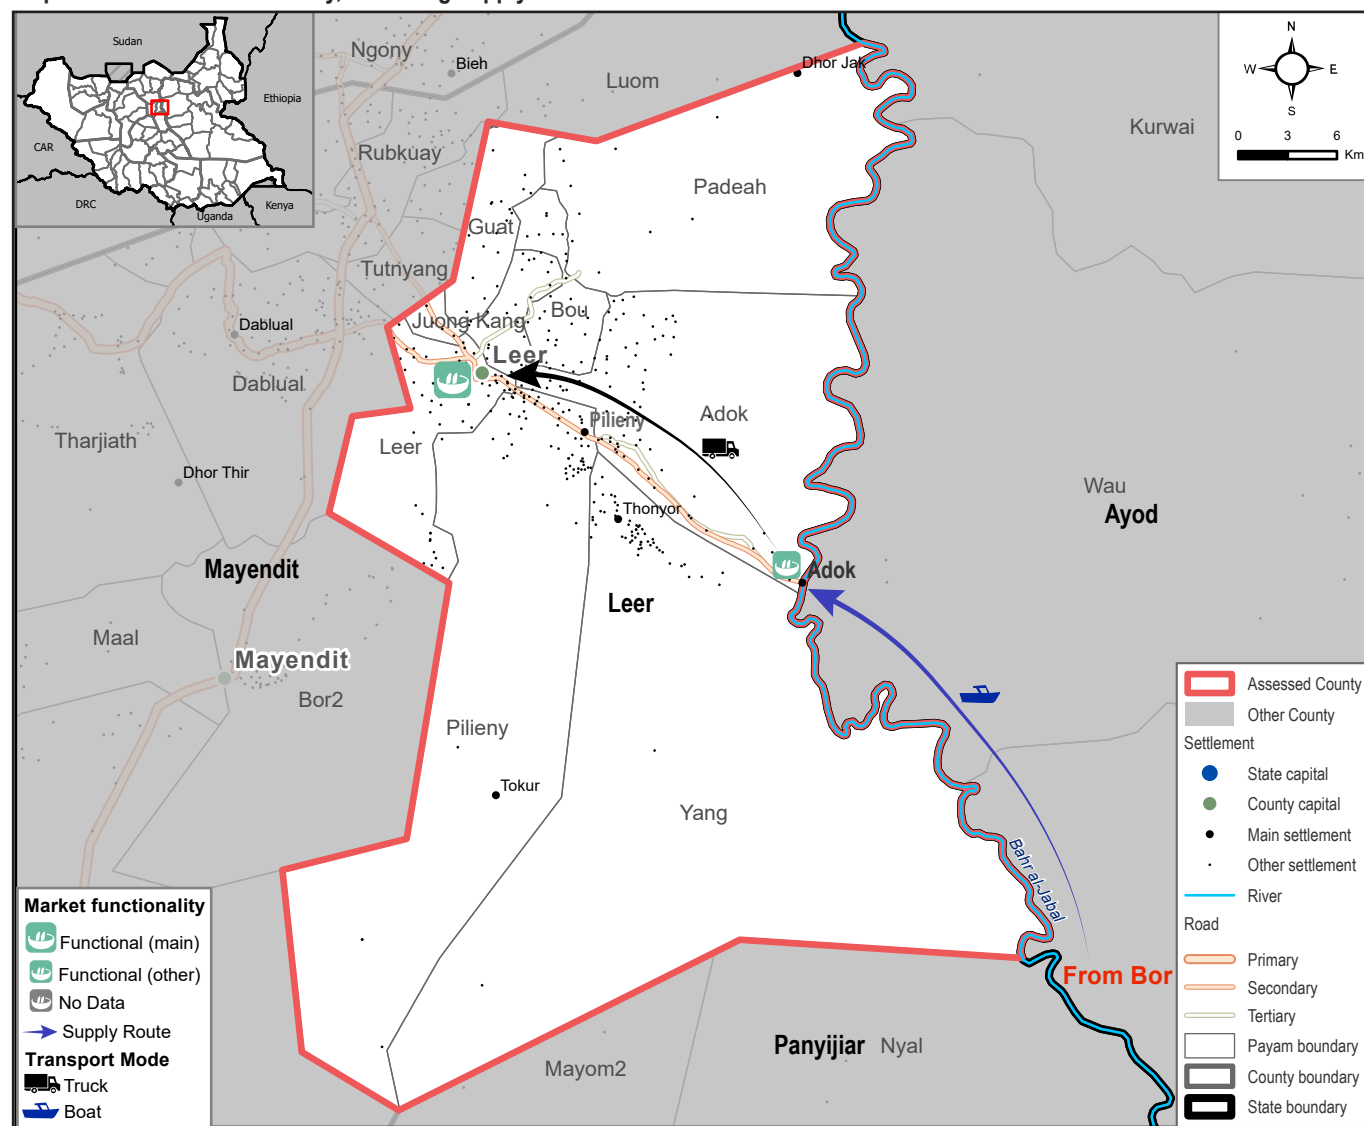 Sudan
Ethiopia
CAR
DRC
Uganda
Kenya
N
W
E
S
0 3 6
Km
Ngony
Bieh
Luom
Dhor Jak
Kurwai
Rubkuay
Padeah
Guat
Tutnyang
Juong Kang
Bou
Dablual
Leer
Dablual
Adok
Pilieny
Tharjiath
Leer
Dhor Thir
Wau
Ayod
Thonyor
Mayendit
Adok
Leer
Maal
Mayendit
Bor2
Pilieny
Tokur
Yang
Bahr al-Jabal
From Bor
Panyijiar
Nyal
Mayom2
Market functionality
Functional (main)
Functional (other)
No Data
Supply Route
Transport Mode
Truck
Boat
Assessed County
Other County
Settlement
State capital
County capital
Main settlement
Other settlement
River
Road
Primary
Secondary
Tertiary
Payam boundary
County boundary
State boundary